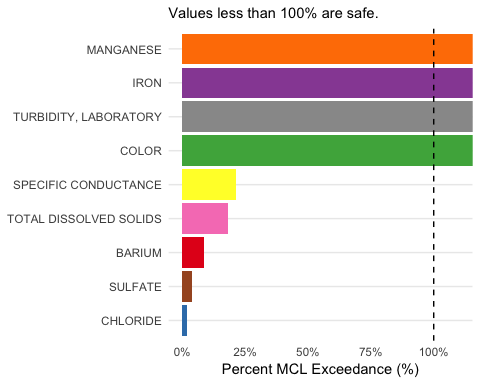 Values less than 100% are safe.
MANGANESE
IRON
TURBIDITY, LABORATORY
COLOR
SPECIFIC CONDUCTANCE
TOTAL DISSOLVED SOLIDS
BARIUM
SULFATE
CHLORIDE
0% 25% 50% 75% 100%
Percent MCL Exceedance (%)